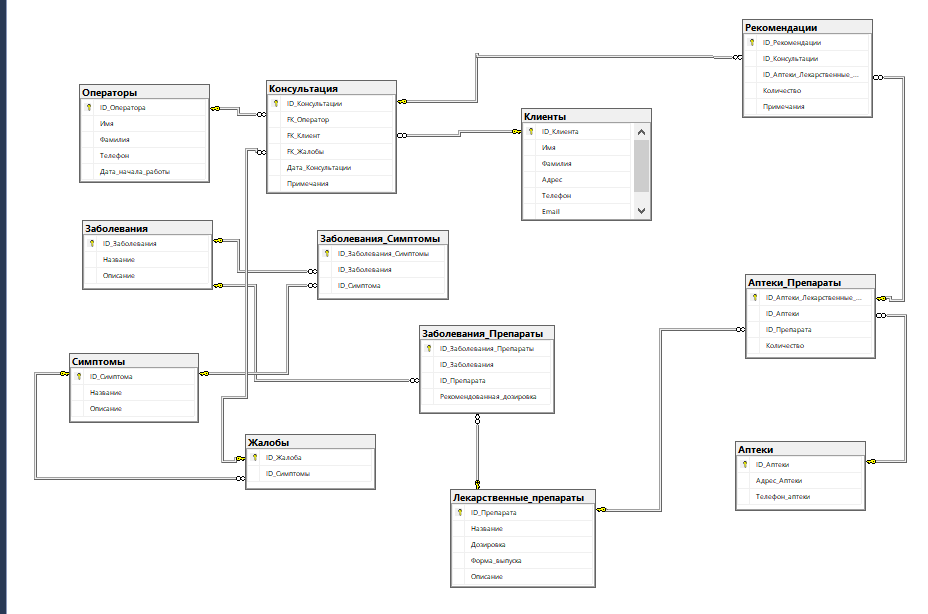 Рекомендации
ID_Рекомендации
ID_Консультации
ID_Аптеки_Лекарственные_...
Количество
Примечания
Операторы
ID_Оператора
Имя
Фамилия
Телефон
Дата_начала_работы
Консультация
ID_Консультации
FK_Оператор
FK_Клиент
FK_Жалобы
Дата_Консультации
Примечания
Клиенты
ID_Клиента
Имя
Фамилия
Адрес
Телефон
Email
Заболевания
ID_Заболевания
Название
Описание
Заболевания_Симптомы
ID_Заболевания_Симптомы
ID_Заболевания
ID_Симптома
Аптеки_Препараты
ID_Аптеки_Лекарственные_...
ID_Аптеки
ID_Препарата
Количество
Заболевания_Препараты
ID_Заболевания_Препараты
ID_Заболевания
ID_Препарата
Рекомендованная_дозировка
Симптомы
ID_Симптома
Название
Описание
Жалобы
ID_Жалоба
ID_Симптомы
Аптеки
ID_Аптеки
Адрес_Аптеки
Телефон_аптеки
Лекарственные_препараты
ID_Препарата
Название
Дозировка
Форма_выпуска
Описание